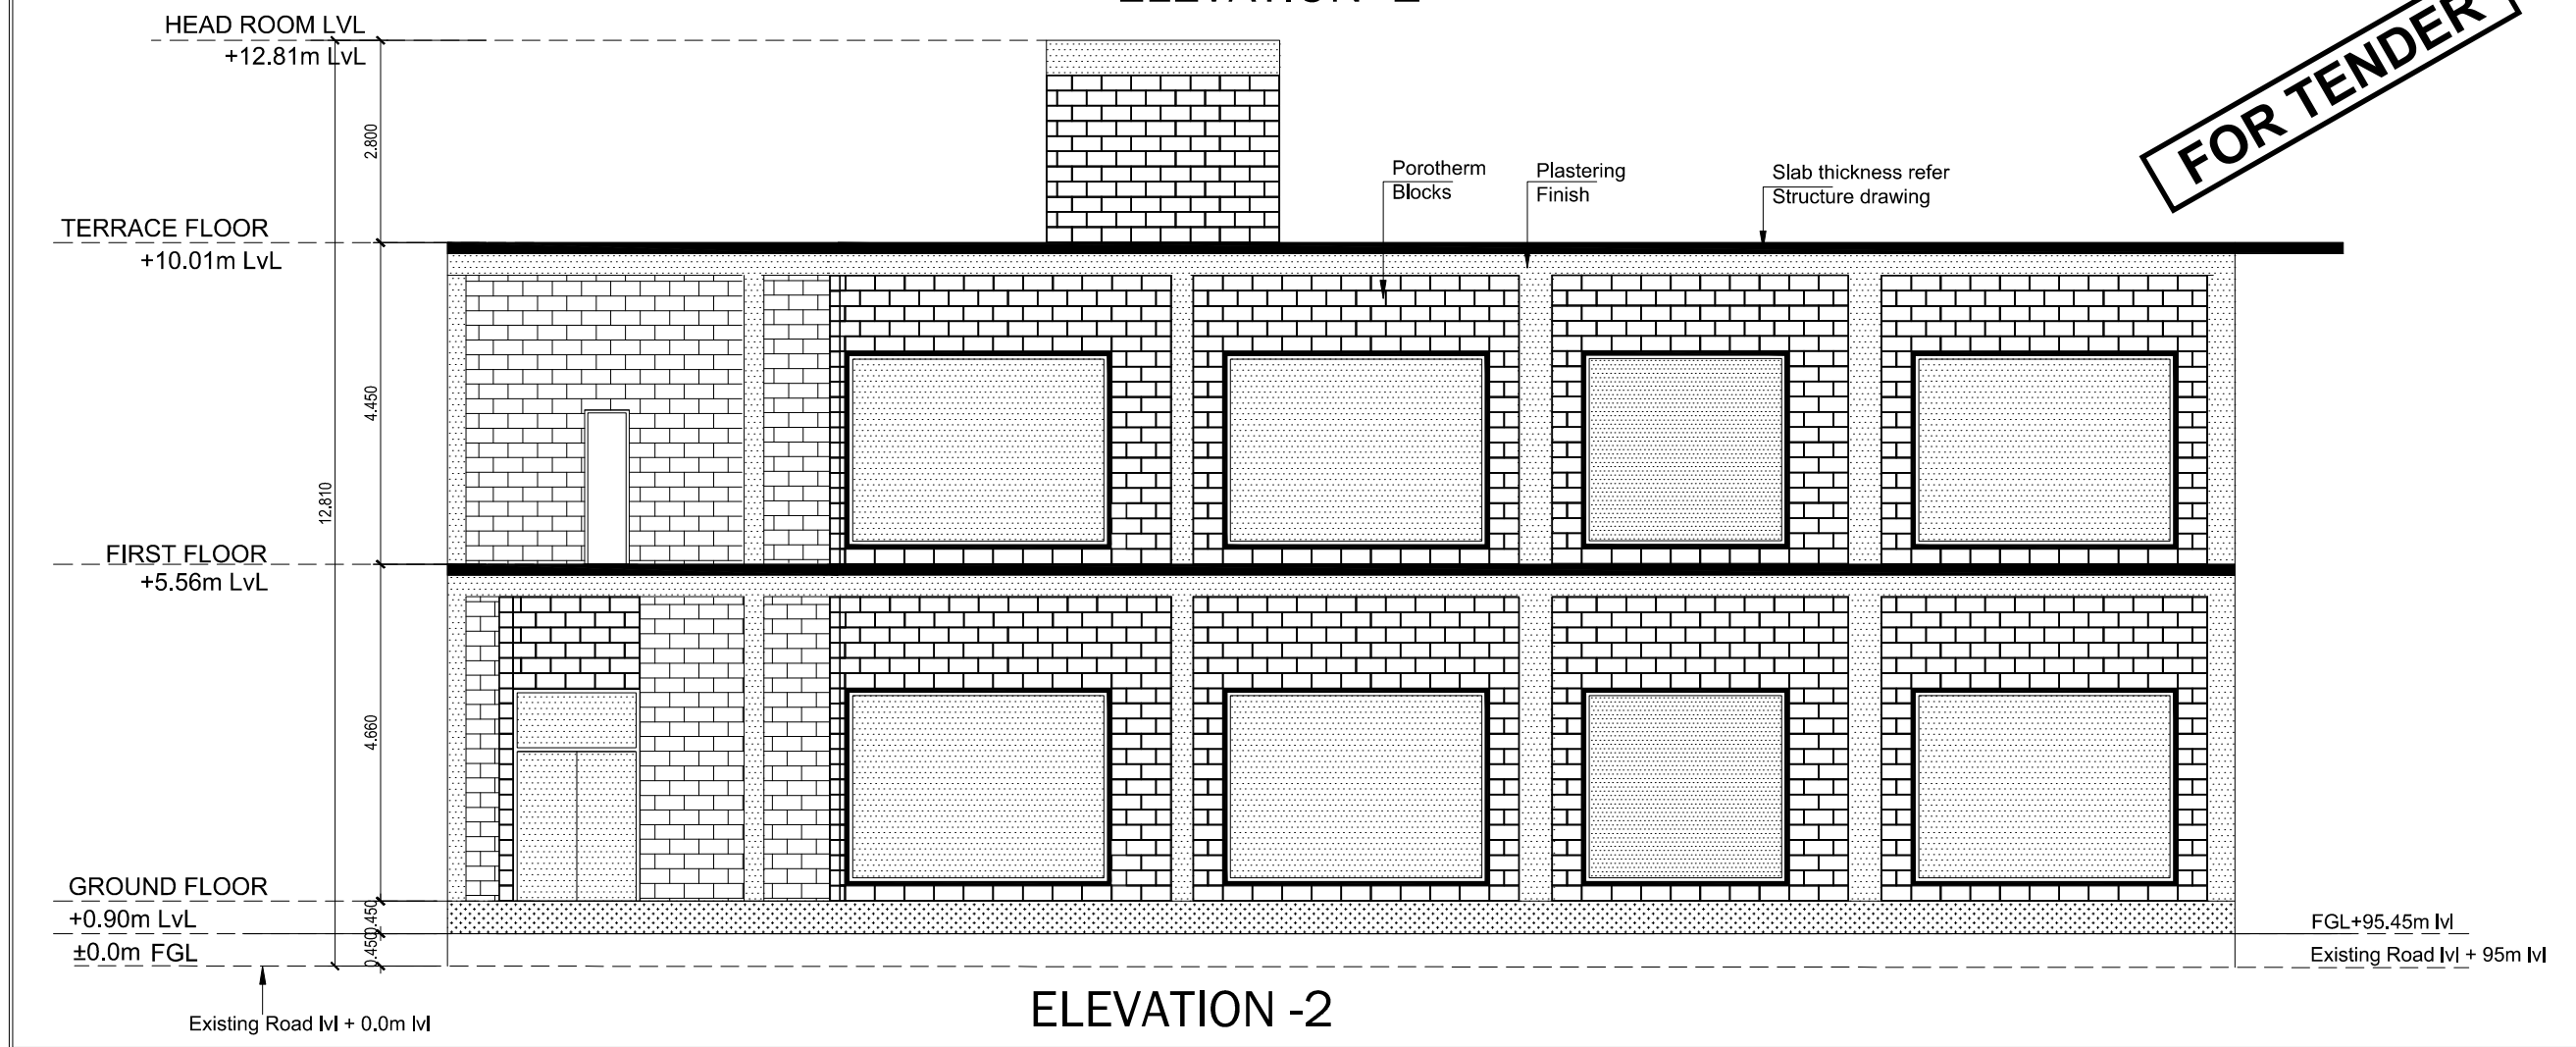 HEAD ROOM LVL
+12.81m LvL
FOR TENDER
2.800
Porotherm
Blocks
Plastering
Finish
Slab thickness refer
Structure drawing
TERRACE FLOOR
+10.01m LvL
4.450
12.810
FIRST FLOOR
+5.56m LvL
4.660
GROUND FLOOR
+0.90m LvL
0.450
±0.0m FGL
0.450
FGL+95.45m lvl
Existing Road lvl + 95m lvl
Existing Road lvl + 0.0m lvl
ELEVATION -2